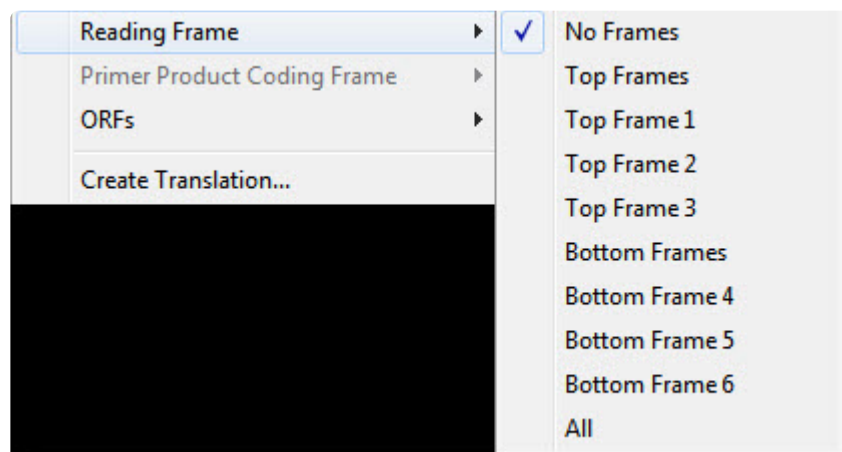 Reading Frame
Primer Product Coding Frame
ORFs
Create Translation...
No Frames
Top Frames
Top Frame 1
Top Frame 2
Top Frame 3
Bottom Frames
Bottom Frame 4
Bottom Frame 5
Bottom Frame 6
All